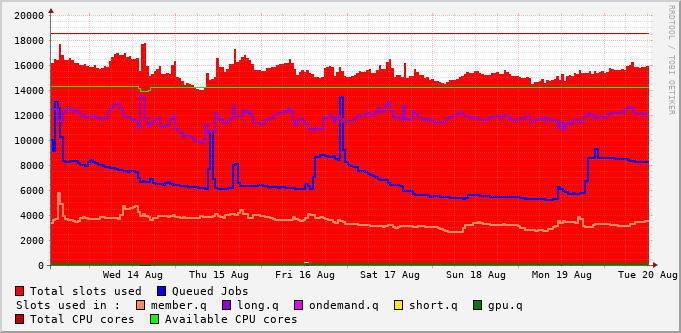 RRDTOOL / TOBI OETIKER
20000
18000
16000
14000
12000
10000
8000
6000
4000
2000
0
Wed 14 Aug Thu 15 Aug Fri 16 Aug Sat 17 Aug Sun 18 Aug Mon 19 Aug Tue 20 Aug
Total slots used Queued Jobs
Slots used in : member.q long.q ondemand.q short.q gpu.q
Total CPU cores Available CPU cores